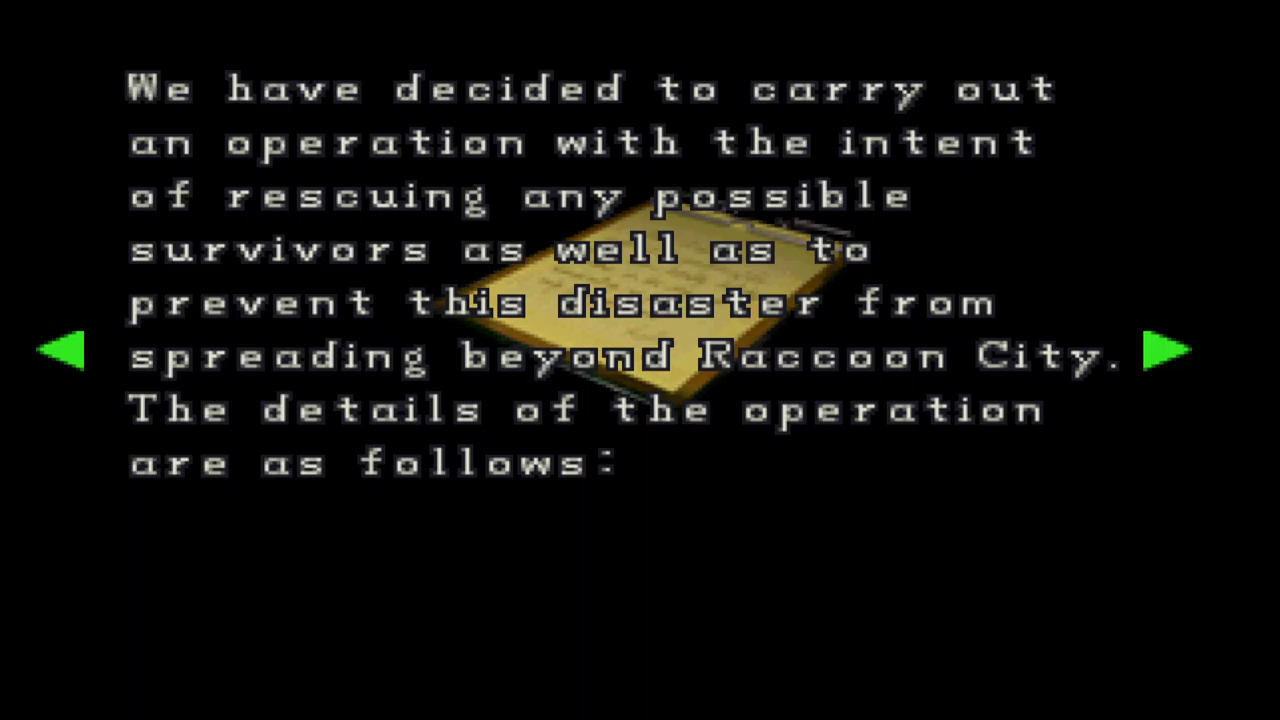 We have decided to carry out
an operation with the intent
of rescuing any possible
survivors as well as to
prevent this disaster from
spreading beyond Raccoon City.
The details of the operation
are as follows: